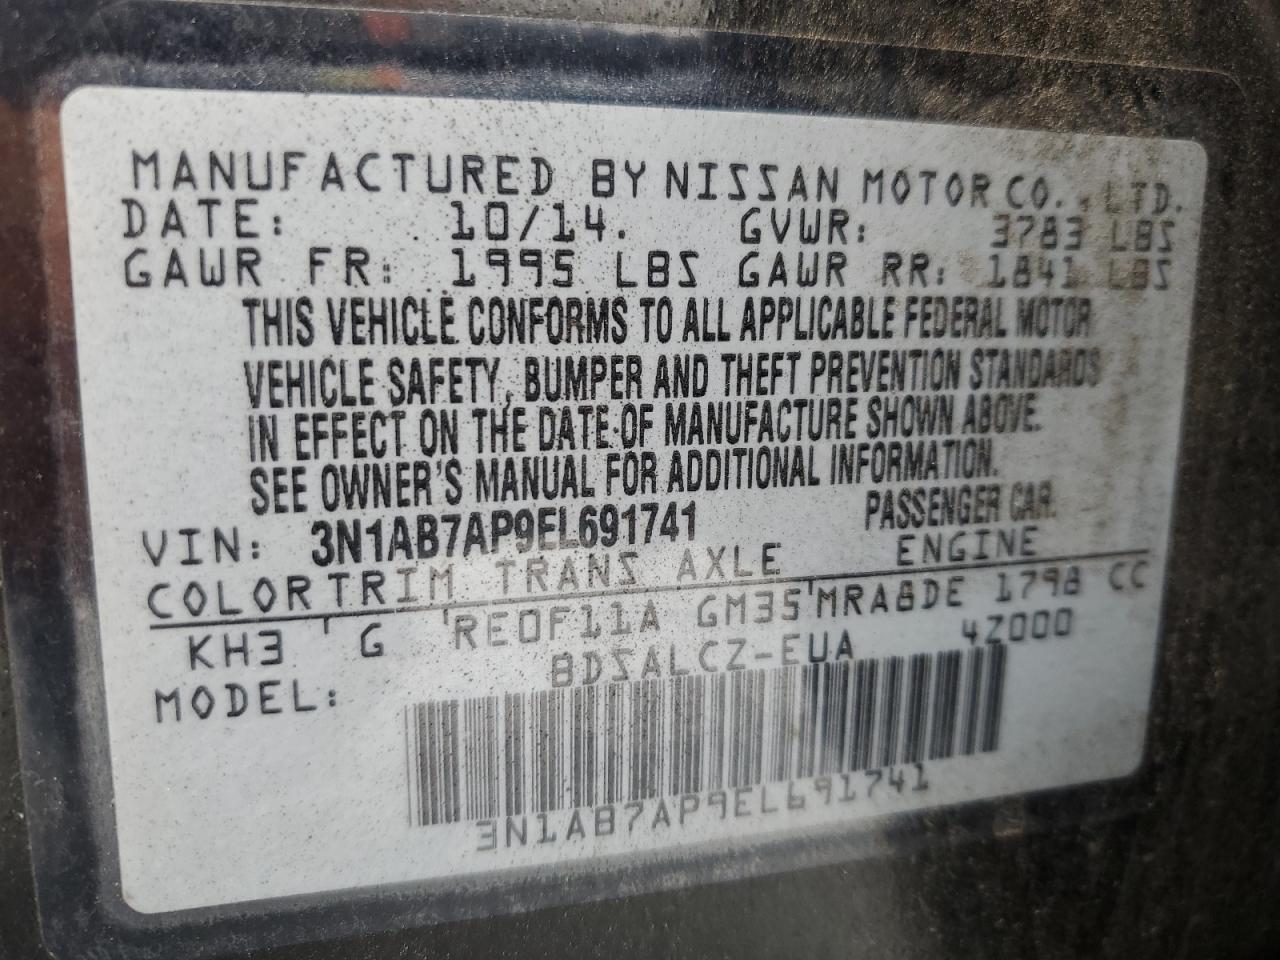 MANUFACTURED BY NISSAN MOTOR CO., LTD.
DATE: 10/14. GVWR: 3783 LBS
GAWR FR: 1995 LBS GAWR RR: 1841 LBS
THIS VEHICLE CONFORMS TO ALL APPLICABLE FEDERAL MOTOR
VEHICLE SAFETY, BUMPER AND THEFT PREVENTION STANDARDS
IN EFFECT ON THE DATE OF MANUFACTURE SHOWN ABOVE.
SEE OWNER'S MANUAL FOR ADDITIONAL INFORMATION.
VIN: 3N1AB7AP9EL691741 PASSENGER CAR.
COLOR TRIM TRANS AXLE ENGINE
KH3 ' G 'RE0F11A GM35'MRA8DE 1798 CC
MODEL: BDSALCZ-EUA 4Z000
3N1AB7AP9EL691741